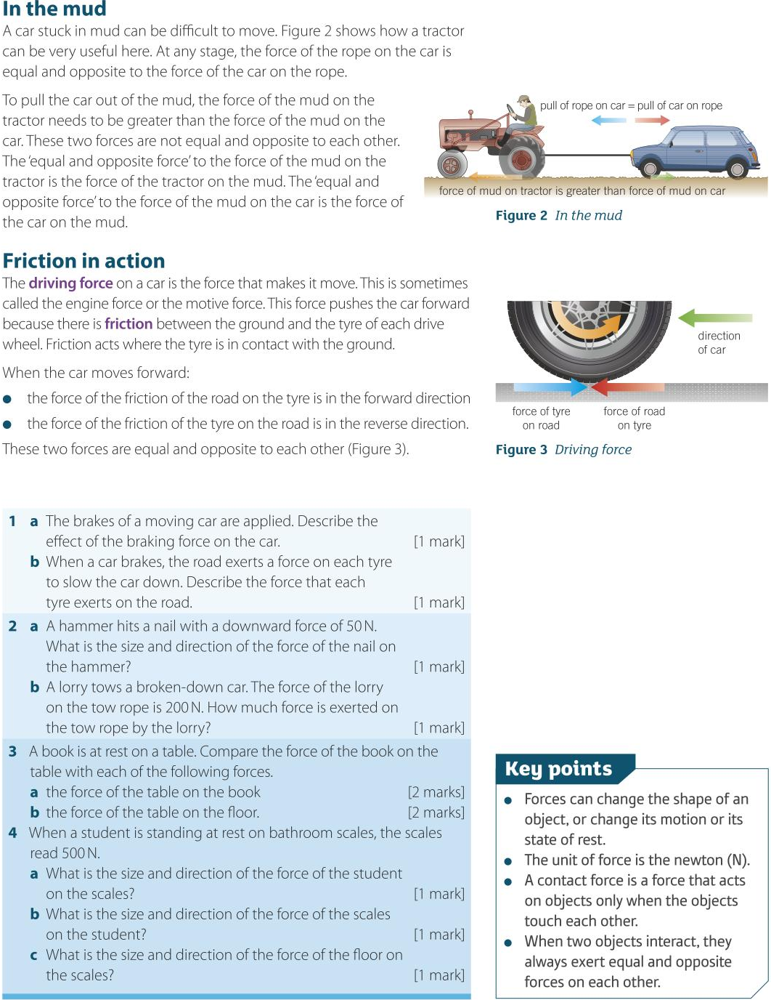 In the mud
A car stuck in mud can be difficult to move. Figure 2 shows how a tractor
can be very useful here. At any stage, the force of the rope on the car is
equal and opposite to the force of the car on the rope.
To pull the car out of the mud, the force of the mud on the
tractor needs to be greater than the force of the mud on the
car. These two forces are not equal and opposite to each other.
The ‘equal and opposite force’ to the force of the mud on the
tractor is the force of the tractor on the mud. The ‘equal and
opposite force’ to the force of the mud on the car is the force of
the car on the mud.
pull of rope on car = pull of car on rope
force of mud on tractor is greater than force of mud on car
Figure 2 In the mud
Friction in action
The driving force on a car is the force that makes it move. This is sometimes
called the engine force or the motive force. This force pushes the car forward
because there is friction between the ground and the tyre of each drive
wheel. Friction acts where the tyre is in contact with the ground.
When the car moves forward:
● the force of the friction of the road on the tyre is in the forward direction
● the force of the friction of the tyre on the road is in the reverse direction.
These two forces are equal and opposite to each other (Figure 3).
direction
of car
force of tyre
on road
force of road
on tyre
Figure 3 Driving force
1 a The brakes of a moving car are applied. Describe the
effect of the braking force on the car. [1 mark]
b When a car brakes, the road exerts a force on each tyre
to slow the car down. Describe the force that each
tyre exerts on the road. [1 mark]
2 a A hammer hits a nail with a downward force of 50 N.
What is the size and direction of the force of the nail on
the hammer? [1 mark]
b A lorry tows a broken-down car. The force of the lorry
on the tow rope is 200 N. How much force is exerted on
the tow rope by the lorry? [1 mark]
3 A book is at rest on a table. Compare the force of the book on the
table with each of the following forces.
a the force of the table on the book [2 marks]
b the force of the table on the floor. [2 marks]
4 When a student is standing at rest on bathroom scales, the scales
read 500 N.
a What is the size and direction of the force of the student
on the scales? [1 mark]
b What is the size and direction of the force of the scales
on the student? [1 mark]
c What is the size and direction of the force of the floor on
the scales? [1 mark]
Key points
● Forces can change the shape of an
object, or change its motion or its
state of rest.
● The unit of force is the newton (N).
● A contact force is a force that acts
on objects only when the objects
touch each other.
● When two objects interact, they
always exert equal and opposite
forces on each other.